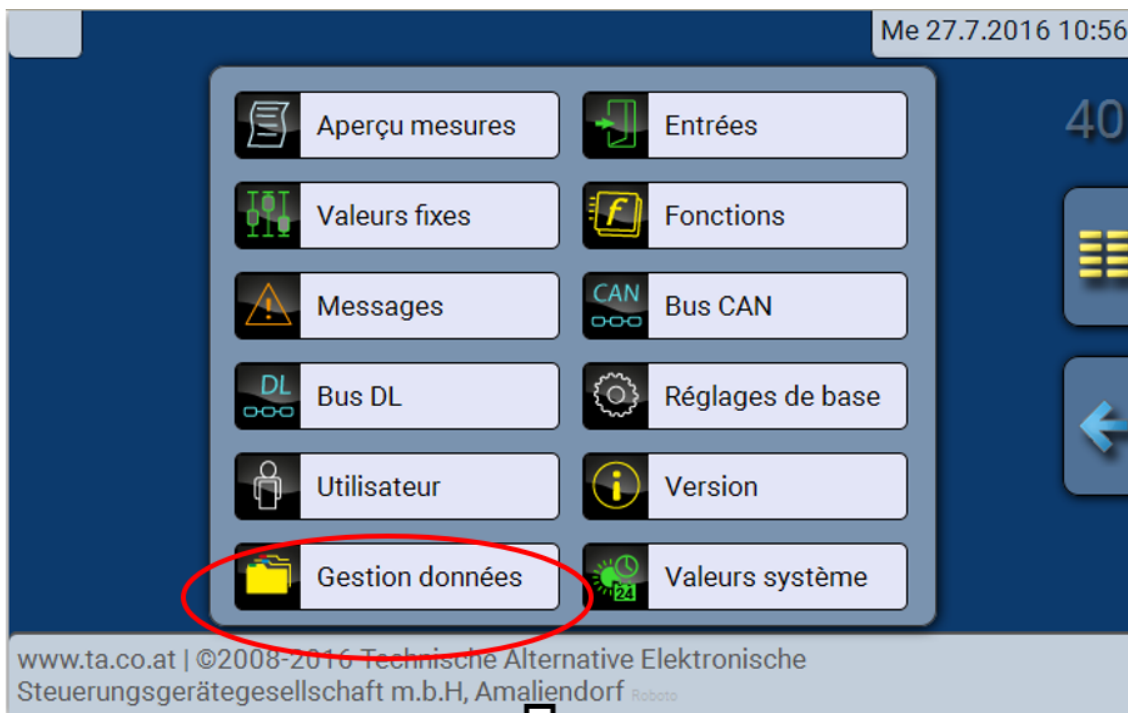 Me 27.7.2016 10:56
40
Aperçu mesures
Entrées
Valeurs fixes
f
Fonctions
Messages
CAN
Bus CAN
DL
Bus DL
Réglages de base
Utilisateur
i
Version
Gestion données
24
Valeurs système
www.ta.co.at | ©2008-2016 Technische Alternative Elektronische
Steuerungsgerätegesellschaft m.b.H, Amaliendorf Roboto